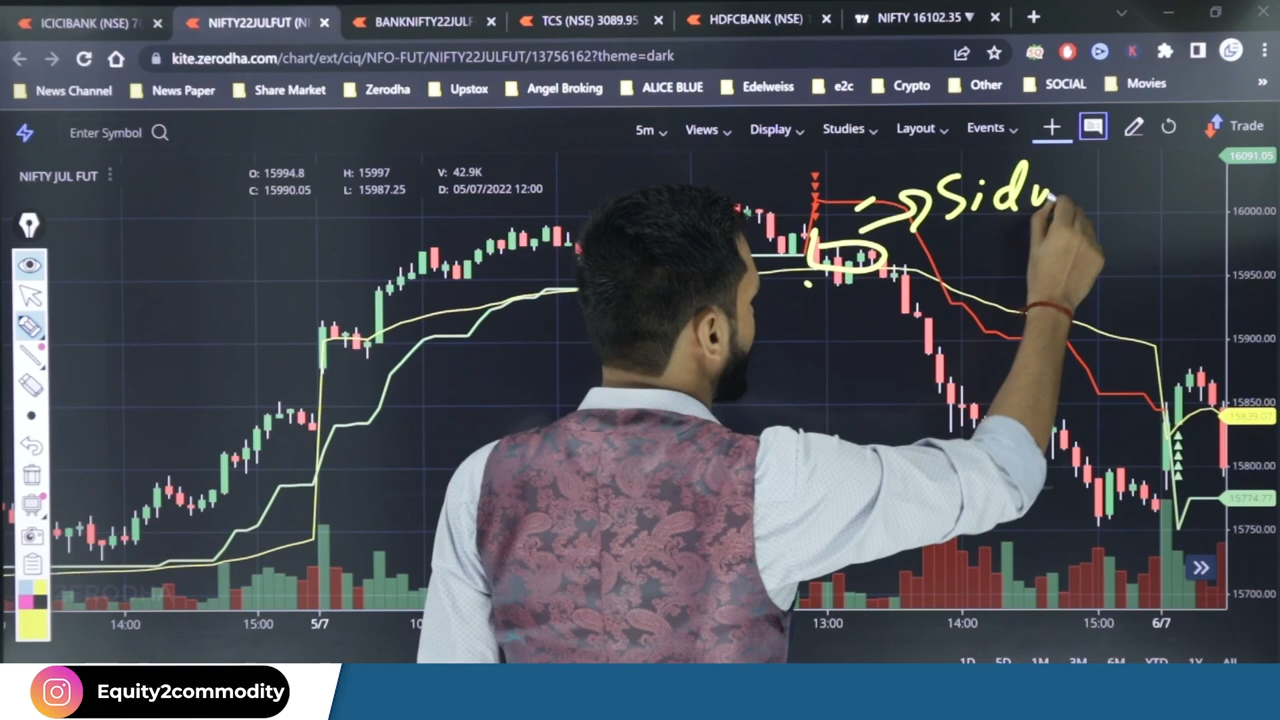 ICICIBANK (NSE) 7
NIFTY22JULFUT (N
BANKNIFTY22JULF
TCS (NSE) 3089.95
HDFCBANK (NSE)
NIFTY 16102.35 ▼
kite.zerodha.com/chart/ext/ciq/NFO-FUT/NIFTY22JULFUT/13756162?theme=dark
News Channel News Paper Share Market Zerodha Upstox Angel Broking ALICE BLUE Edelweiss e2c Crypto Other SOCIAL Movies
Enter Symbol 5m Views Display Studies Layout Events Trade
NIFTY JUL FUT
O: 15994.8 H: 15997 V: 42.9K
C: 15990.05 L: 15987.25 D: 05/07/2022 12:00
16091.05
Sidw
16000.00
15950.00
15900.00
15850.00
15839.07
15800.00
15774.77
15750.00
15700.00
ZERODHA
14:00 15:00 5/7 10 13:00 14:00 15:00 6/7
1D 5D 1M 3M 6M YTD 1Y All
Equity2commodity